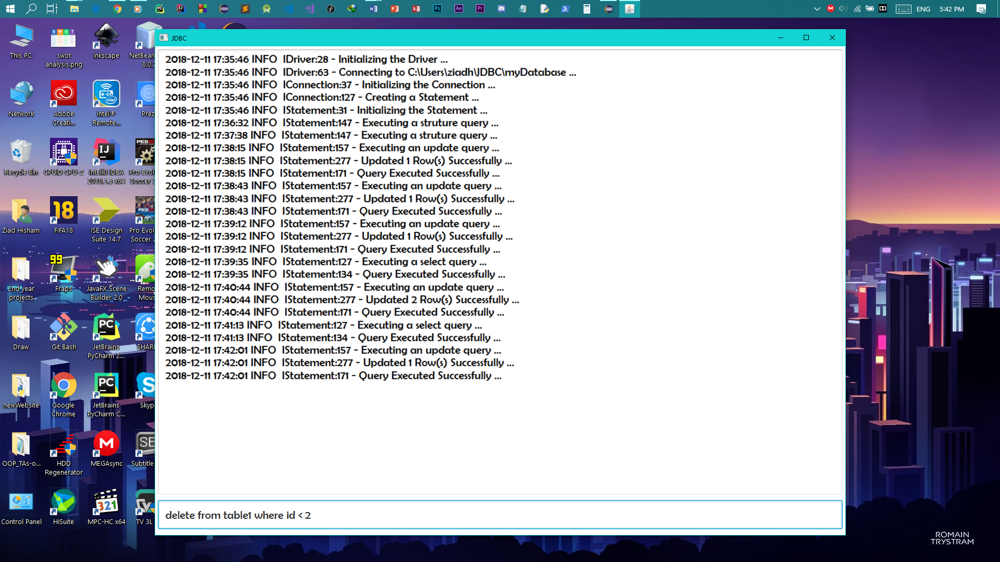 ENG
5:42 PM
JDBC
2018-12-11 17:35:46 INFO IDriver:28 - Initializing the Driver ...
2018-12-11 17:35:46 INFO IDriver:63 - Connecting to C:\Users\ziadh\JDBC\myDatabase ...
2018-12-11 17:35:46 INFO IConnection:37 - Initializing the Connection ...
2018-12-11 17:35:46 INFO IConnection:127 - Creating a Statement ...
2018-12-11 17:35:46 INFO IStatement:31 - Initializing the Statement ...
2018-12-11 17:36:32 INFO IStatement:147 - Executing a struture query ...
2018-12-11 17:37:38 INFO IStatement:147 - Executing a struture query ...
2018-12-11 17:38:15 INFO IStatement:157 - Executing an update query ...
2018-12-11 17:38:15 INFO IStatement:277 - Updated 1 Row(s) Successfully ...
2018-12-11 17:38:15 INFO IStatement:171 - Query Executed Successfully ...
2018-12-11 17:38:43 INFO IStatement:157 - Executing an update query ...
2018-12-11 17:38:43 INFO IStatement:277 - Updated 1 Row(s) Successfully ...
2018-12-11 17:38:43 INFO IStatement:171 - Query Executed Successfully ...
2018-12-11 17:39:12 INFO IStatement:157 - Executing an update query ...
2018-12-11 17:39:12 INFO IStatement:277 - Updated 1 Row(s) Successfully ...
2018-12-11 17:39:12 INFO IStatement:171 - Query Executed Successfully ...
2018-12-11 17:39:35 INFO IStatement:127 - Executing a select query ...
2018-12-11 17:39:35 INFO IStatement:134 - Query Executed Successfully ...
2018-12-11 17:40:44 INFO IStatement:157 - Executing an update query ...
2018-12-11 17:40:44 INFO IStatement:277 - Updated 2 Row(s) Successfully ...
2018-12-11 17:40:44 INFO IStatement:171 - Query Executed Successfully ...
2018-12-11 17:41:13 INFO IStatement:127 - Executing a select query ...
2018-12-11 17:41:13 INFO IStatement:134 - Query Executed Successfully ...
2018-12-11 17:42:01 INFO IStatement:157 - Executing an update query ...
2018-12-11 17:42:01 INFO IStatement:277 - Updated 1 Row(s) Successfully ...
2018-12-11 17:42:01 INFO IStatement:171 - Query Executed Successfully ...
delete from table1 where id < 2
This PC
SWOT
swot
analysis.png
Inkscape
NetBean
8.0.2
Network
Adobe
Creati...
intel
Intel®
Remote...
Prez
Recycle Bin
CPUID CPU-Z
IJ
IntelliJ IDEA
2018.1.5 x64
Pro Evol
Soccer 2
Ziad Hisham
18
FIFA18
ISE Design
Suite 14.7
Pro Evol
Soccer 2
2nd year
projects
99
Fraps
JavaFX Scene
Builder 2.0
Remo
Mous
Draw
Git Bash
PC
JetBrains
PyCharm 2...
SHAR
newWebsite
Google
Chrome
PC
JetBrains
PyCharm C...
S
Skyp
OOP_TAs-o...
HDD
Regenerator
M
MEGAsync
SE
Subtitle
Control Panel
HiSuite
321
MPC-HC x64
TV 3L
ROMAIN
TRYSTRAM